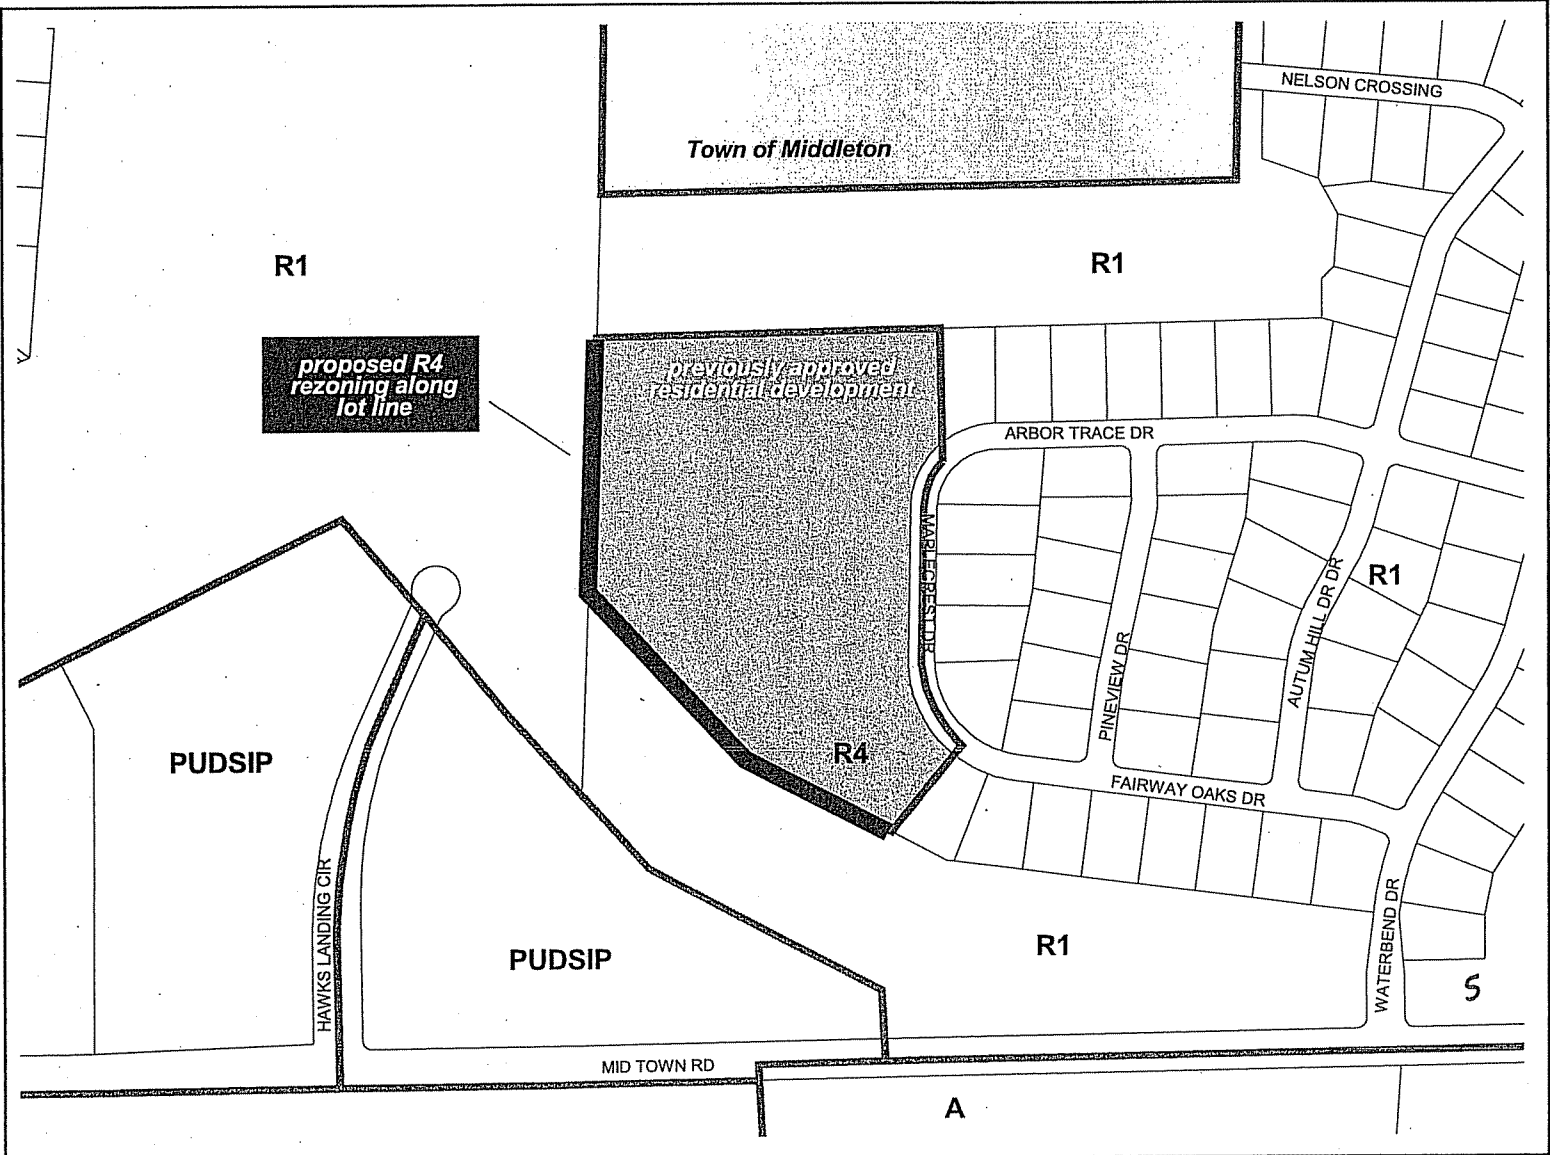 NELSON CROSSING
Town of Middleton
R1
R1
proposed R4
rezoning along
lot line
previously approved
residential development
ARBOR TRACE DR
MARLECREST DR
R1
AUTUM HILL DR DR
PINEVIEW DR
R4
PUDSIP
FAIRWAY OAKS DR
HAWKS LANDING CIR
WATERBEND DR
R1
PUDSIP
5
MID TOWN RD
A